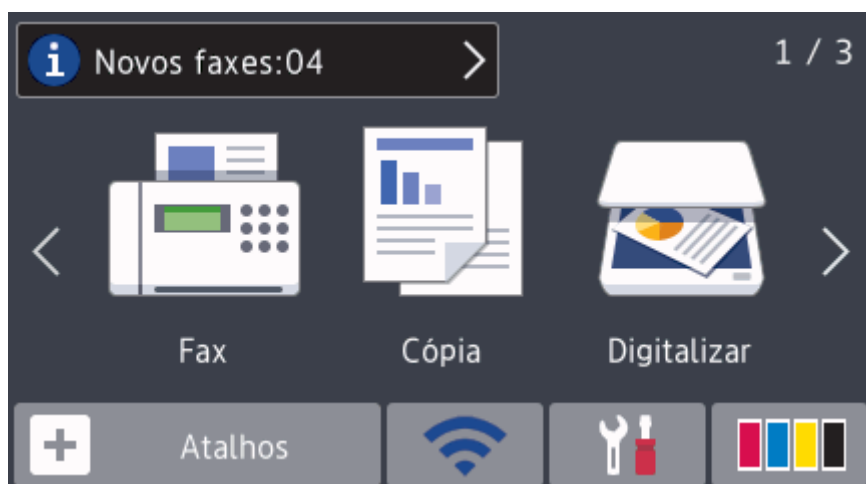 Novos faxes:04
1 / 3
Fax
Cópia
Digitalizar
Atalhos